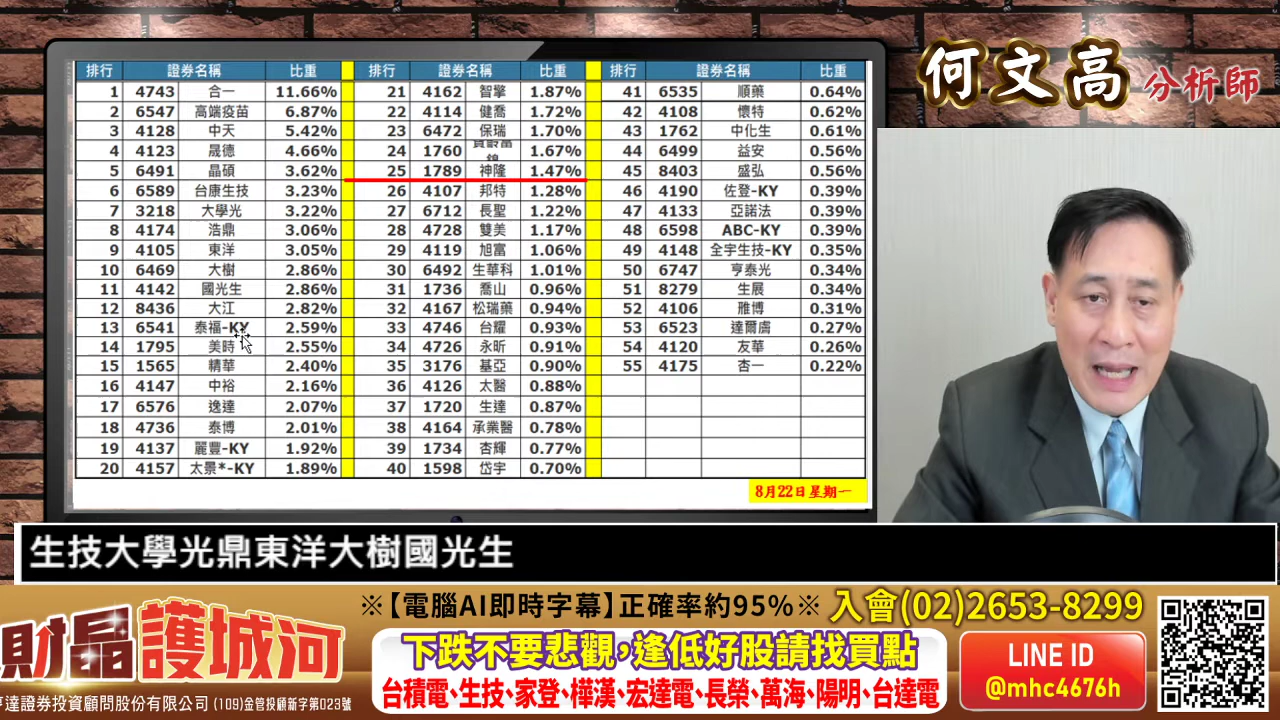 何文高 分析師
排行 證券名稱 比重 排行 證券名稱 比重 排行 證券名稱 比重
1 4743 合一 11.66% 21 4162 智擎 1.87% 41 6535 順藥 0.64%
2 6547 高端疫苗 6.87% 22 4114 健喬 1.72% 42 4108 懷特 0.62%
3 4128 中天 5.42% 23 6472 保瑞 1.70% 43 1762 中化生 0.61%
4 4123 晟德 4.66% 24 1760 1.67% 44 6499 益安 0.56%
5 6491 晶碩 3.62% 25 1789 神隆 1.47% 45 8403 盛弘 0.56%
6 6589 台康生技 3.23% 26 4107 邦特 1.28% 46 4190 佐登-KY 0.39%
7 3218 大學光 3.22% 27 6712 長聖 1.22% 47 4133 亞諾法 0.39%
8 4174 浩鼎 3.06% 28 4728 雙美 1.17% 48 6598 ABC-KY 0.39%
9 4105 東洋 3.05% 29 4119 旭富 1.06% 49 4148 全宇生技-KY 0.35%
10 6469 大樹 2.86% 30 6492 生華科 1.01% 50 6747 亨泰光 0.34%
11 4142 國光生 2.86% 31 1736 喬山 0.96% 51 8279 生展 0.34%
12 8436 大江 2.82% 32 4167 松瑞藥 0.94% 52 4106 雃博 0.31%
13 6541 泰福-KY 2.59% 33 4746 台耀 0.93% 53 6523 達爾膚 0.27%
14 1795 美時 2.55% 34 4726 永昕 0.91% 54 4120 友華 0.26%
15 1565 精華 2.40% 35 3176 基亞 0.90% 55 4175 杏一 0.22%
16 4147 中裕 2.16% 36 4126 太醫 0.88%
17 6576 逸達 2.07% 37 1720 生達 0.87%
18 4736 泰博 2.01% 38 4164 承業醫 0.78%
19 4137 麗豐-KY 1.92% 39 1734 杏輝 0.77%
20 4157 太景*-KY 1.89% 40 1598 岱宇 0.70%
8月22日星期一
生技大學光鼎東洋大樹國光生
※【電腦AI即時字幕】正確率約95%※ 入會(02)2653-8299
財晶護城河
下跌不要悲觀,逢低好股請找買點
台積電、生技、家登、樺漢、宏達電、長榮、萬海、陽明、台達電
LINE ID
@mhc4676h
亨達證券投資顧問股份有限公司 (109)金管投顧新字第023號